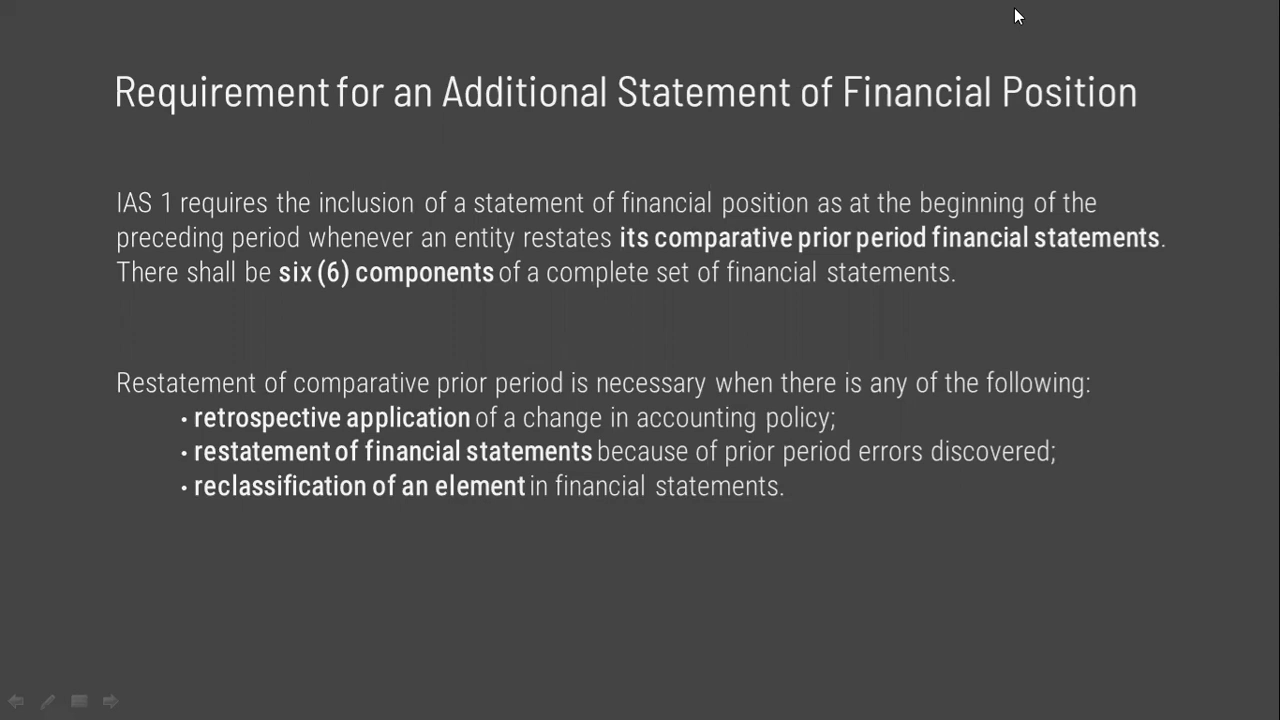 Requirement for an Additional Statement of Financial Position
IAS 1 requires the inclusion of a statement of financial position as at the beginning of the
preceding period whenever an entity restates its comparative prior period financial statements.
There shall be six (6) components of a complete set of financial statements.
Restatement of comparative prior period is necessary when there is any of the following:
• retrospective application of a change in accounting policy;
• restatement of financial statements because of prior period errors discovered;
• reclassification of an element in financial statements.